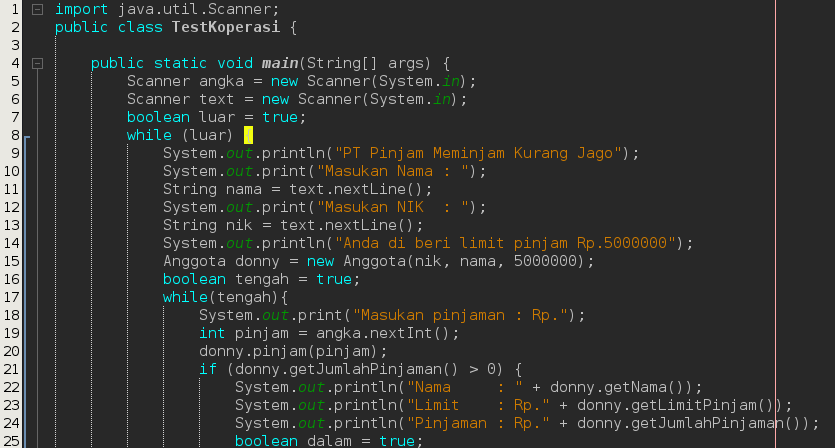 1 import java.util.Scanner;
2 public class TestKoperasi {
3
4 public static void main(String[] args) {
5 Scanner angka = new Scanner(System.in);
6 Scanner text = new Scanner(System.in);
7 boolean luar = true;
8 while (luar) {
9 System.out.println("PT Pinjam Meminjam Kurang Jago");
10 System.out.print("Masukan Nama : ");
11 String nama = text.nextLine();
12 System.out.print("Masukan NIK  : ");
13 String nik = text.nextLine();
14 System.out.println("Anda di beri limit pinjam Rp.5000000");
15 Anggota donny = new Anggota(nik, nama, 5000000);
16 boolean tengah = true;
17 while(tengah){
18 System.out.print("Masukan pinjaman : Rp.");
19 int pinjam = angka.nextInt();
20 donny.pinjam(pinjam);
21 if (donny.getJumlahPinjaman() > 0) {
22 System.out.println("Nama     : " + donny.getNama());
23 System.out.println("Limit    : Rp." + donny.getLimitPinjam());
24 System.out.println("Pinjaman : Rp." + donny.getJumlahPinjaman());
25 boolean dalam = true;